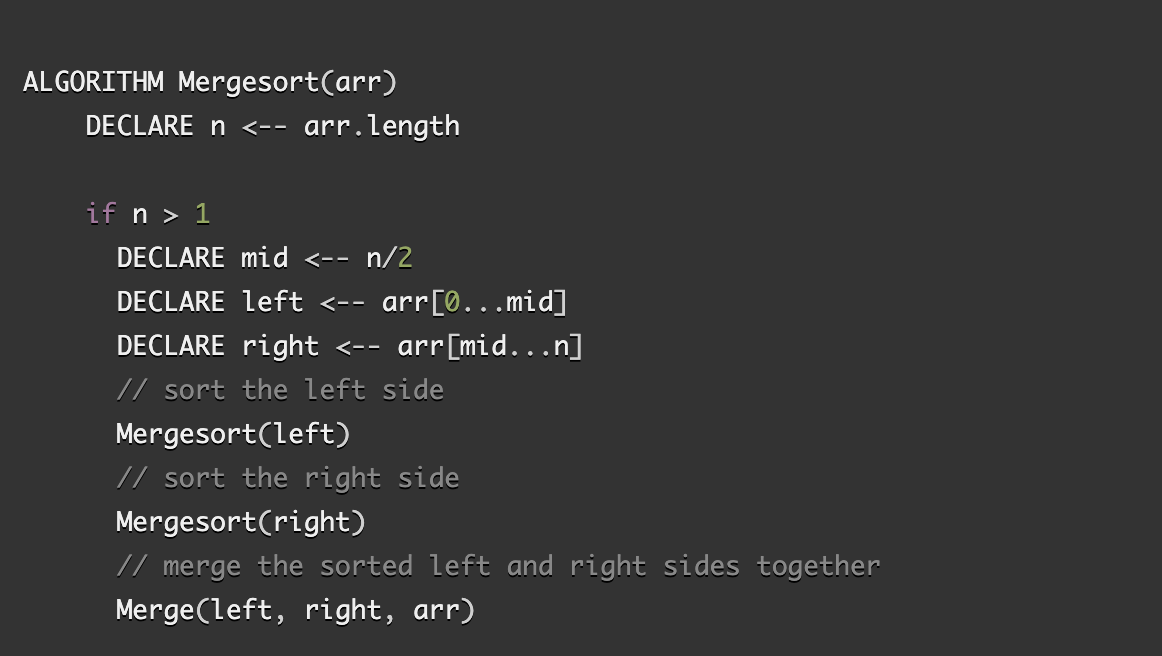 ALGORITHM Mergesort(arr)
    DECLARE n <-- arr.length

    if n > 1
      DECLARE mid <-- n/2
      DECLARE left <-- arr[0...mid]
      DECLARE right <-- arr[mid...n]
      // sort the left side
      Mergesort(left)
      // sort the right side
      Mergesort(right)
      // merge the sorted left and right sides together
      Merge(left, right, arr)